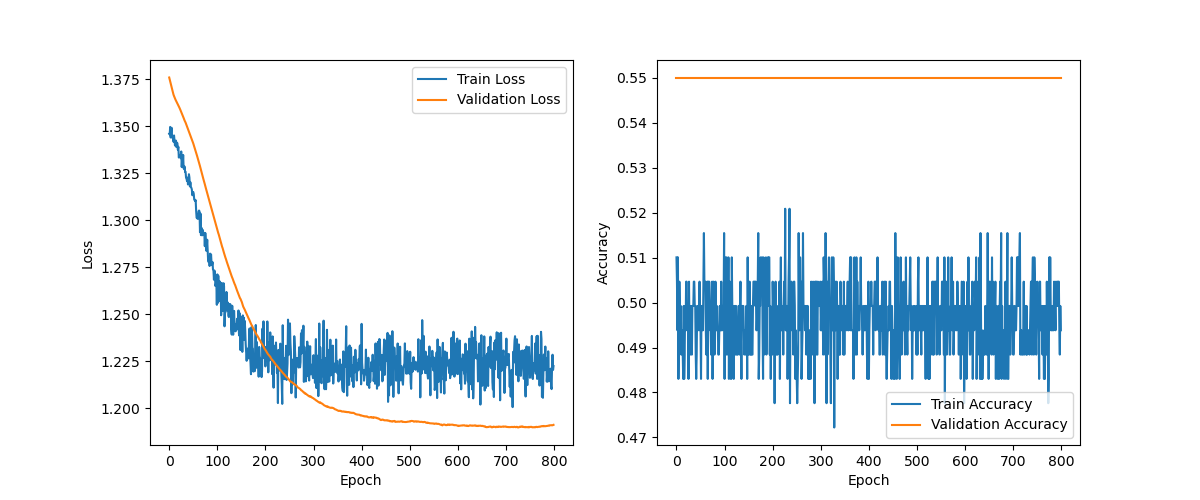 1.375
1.350
1.325
1.300
1.275
1.250
1.225
1.200
Loss
0 100 200 300 400 500 600 700 800
Epoch
Train Loss
Validation Loss
0.55
0.54
0.53
0.52
0.51
0.50
0.49
0.48
0.47
Accuracy
0 100 200 300 400 500 600 700 800
Epoch
Train Accuracy
Validation Accuracy